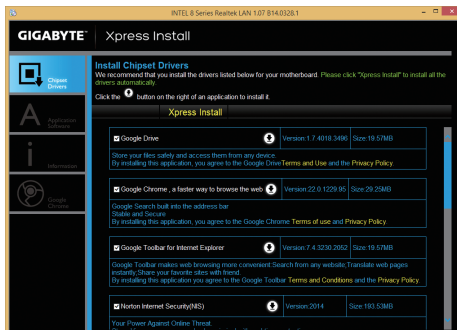 INTEL 8 Series Realtek LAN 1.07 B14.0328.1
GIGABYTE™ Xpress Install
Chipset Drivers
Application Software
Information
Google Chrome
Install Chipset Drivers
We recommend that you install the drivers listed below for your motherboard. Please click "Xpress Install" to install all the
drivers automatically.
Click the button on the right of an application to install it.
Xpress Install
Google Drive Version:1.7.4018.3496 Size:19.57MB
Store your files safely and access them from any device.
By installing this application, you agree to the Google DriveTerms and Use and the Privacy Policy.
Google Chrome , a faster way to browse the web Version:22.0.1229.95 Size:29.25MB
Google Search built into the address bar
Stable and Secure
By installing this application, you agree to the Google Chrome Terms of use and Privacy Policy.
Google Toolbar for Internet Explorer Version:7.4.3230.2052 Size:19.57MB
Google Toolbar makes web browsing more convenient.Search from any website,Translate web pages
instantly,Share your favorite sites with friend.
By installing this application, you agree to the Google Toolbar Terms and Conditions and the Privacy Policy.
Norton Internet Security(NIS) Version:2014 Size:193.53MB
Your Power Against Online Threat.